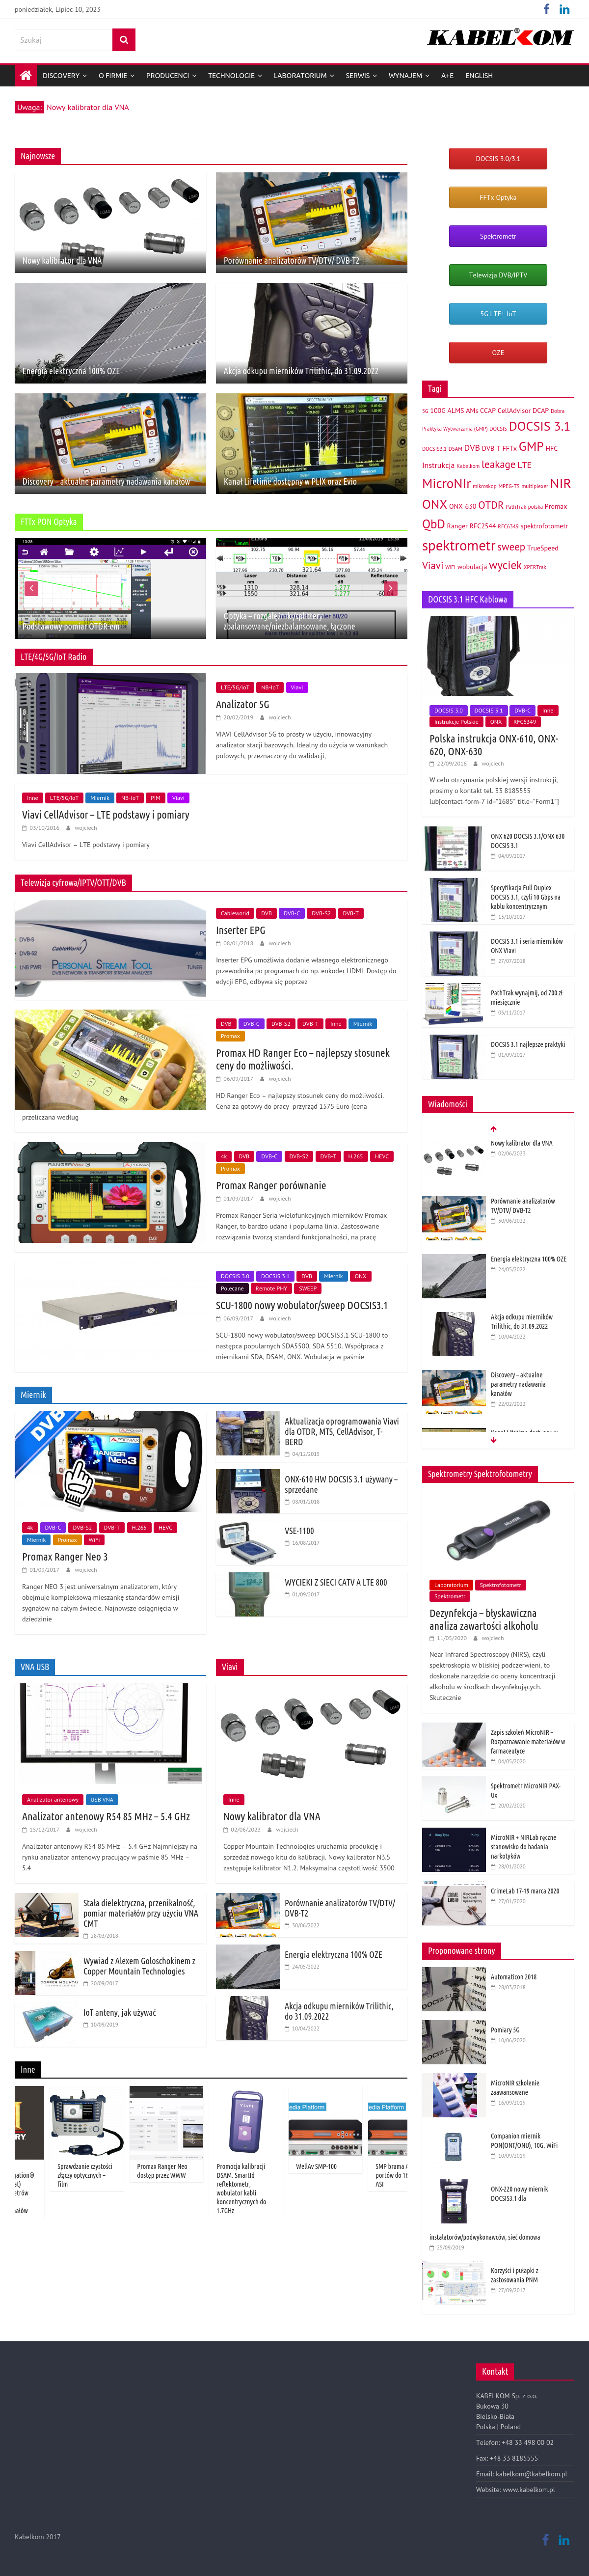 poniedziałek, Lipiec 10, 2023
Szukaj
KABELKOM
DISCOVERY
O FIRMIE
PRODUCENCI
TECHNOLOGIE
LABORATORIUM
SERWIS
WYNAJEM
A+E
ENGLISH
Uwaga: Nowy kalibrator dla VNA
Najnowsze
Nowy kalibrator dla VNA
Porównanie analizatorów TV/DTV/ DVB-T2
Energia elektryczna 100% OZE
Akcja odkupu mierników Trilithic, do 31.09.2022
Discovery – aktualne parametry nadawania kanałów
Kanał Lifetime dostępny w PLIX oraz Evio
FTTx PON Optyka
Podstawowy pomiar OTDR-em
zbalansowane/niezbalansowane, łączone
LTE/4G/5G/IoT Radio
LTE/5G/IoT NB-IoT Viavi
Analizator 5G
20/02/2019 wojciech
VIAVI CellAdvisor 5G to prosty w użyciu, innowacyjny
analizator stacji bazowych. Idealny do użycia w warunkach
polowych, przeznaczony do wykonywania
Inne LTE/5G/IoT Miernik NB-IoT PIM Viavi
Viavi CellAdvisor – LTE podstawy i pomiary
03/10/2016 wojciech
Viavi CellAdvisor – LTE podstawy i pomiary
Telewizja cyfrowa/IPTV/OTT/DVB
Cableworld DVB DVB-C DVB-S2 DVB-T
Inserter EPG
08/01/2018 wojciech
Inserter EPG umożliwia dodanie własnego elektronicznego
przewodnika po programach do np. enkoder HDMI. Dostęp do
edycji EPG, odbywa się poprzez
DVB DVB-C DVB-S2 DVB-T Inne Miernik
Promax
Promax HD Ranger Eco – najlepszy stosunek
ceny do możliwości.
06/09/2017 wojciech
HD Ranger Eco – najlepszy stosunek ceny do możliwości.
Cena za gotowy do pracy przyrząd 1575 Euro (cena
przeliczana według
4k DVB DVB-C DVB-S2 DVB-T H.265 HEVC
Promax
Promax Ranger porównanie
01/09/2017 wojciech
Promax Ranger Seria wielofunkcyjnych mierników Promax
Ranger, to bardzo udana i popularna linia. Zastosowane
rozwiązania tworzą standard funkcjonalności, na pracę
DOCSIS 3.0 DOCSIS 3.1 DVB Miernik ONX
Polecane Remote PHY SWEEP
SCU-1800 nowy wobulator/sweep DOCSIS3.1
06/09/2017 wojciech
SCU-1800 nowy wobulator/sweep DOCSIS3.1 SCU-1800 to
następca popularnych SDA5500, SDA 5510. Współpraca z
miernikami SDA, DSAM, ONX. Wobulacja w paśmie
Miernik
4k DVB-C DVB-S2 DVB-T H.265 HEVC
Miernik Promax WiFi
Promax Ranger Neo 3
01/09/2017 wojciech
Ranger NEO 3 jest uniwersalnym analizatorem, który
obejmuje kompleksową mieszankę standardów emisji
sygnałów na całym świecie. Najnowsze osiągnięcia w
dziedzinie
Aktualizacja oprogramowania Viavi
dla OTDR, MTS, CellAdvisor, T-
BERD
04/12/2015
ONX-610 HW DOCSIS 3.1 używany –
sprzedane
08/01/2018
VSE-1100
16/08/2017
WYCIEKI Z SIECI CATV A LTE 800
01/09/2017
VNA USB
Analizator antenowy USB VNA
Analizator antenowy R54 85 MHz – 5.4 GHz
15/12/2017 wojciech
Analizator antenowy R54 85 MHz – 5.4 GHz Najmniejszy na
rynku analizator antenowy pracujący w paśmie 85 MHz –
5.4
Stała dielektryczna, przenikalność,
pomiar materiałów przy użyciu VNA
CMT
28/03/2018
Wywiad z Alexem Goloschokinem z
Copper Mountain Technologies
20/09/2017
IoT anteny, jak używać
10/09/2019
Viavi
Inne
Nowy kalibrator dla VNA
02/06/2023 wojciech
Copper Mountain Technologies uruchamia produkcję i
sprzedaż nowego kitu do kalibracji. Nowy kalibrator N3.5
zastępuje kalibrator N1.2. Maksymalna częstotliwość 3500
Porównanie analizatorów TV/DTV/
DVB-T2
30/06/2022
Energia elektryczna 100% OZE
24/05/2022
Akcja odkupu mierników Trilithic,
do 31.09.2022
10/04/2022
Inne
Sprawdzanie czystości
złączy optycznych –
film
Promax Ranger Neo
dostęp przez WWW
Promocja kalibracji
DSAM. SmartId
reflektometr,
wobulator kabli
koncentrycznych do
1.7GHz
WellAv SMP-100
DOCSIS 3.0/3.1
FFTx Optyka
Spektrometr
Telewizja DVB/IPTV
5G LTE+ IoT
OZE
Tagi
5G 100G ALMS AMs CCAP CellAdvisor DCAP Dobra
Praktyka Wytwarzania (GMP) DOCSIS DOCSIS 3.1
DOCSIS3.1 DSAM DVB DVB-T FFTx GMP HFC
Instrukcja Kabelkom leakage LTE
MicroNIr mikroskop MPEG-TS multiplexer NIR
ONX ONX-630 OTDR PathTrak polska Promax
QbD Ranger RFC2544 RFC6349 spektrofotometr
spektrometr sweep TrueSpeed
Viavi WiFi wobulacja wyciek XPERTrak
DOCSIS 3.1 HFC Kablowa
DOCSIS 3.0 DOCSIS 3.1 DVB-C Inne
Instrukcje Polskie ONX RFC6349
Polska instrukcja ONX-610, ONX-
620, ONX-630
22/09/2016 wojciech
W celu otrzymania polskiej wersji instrukcji,
prosimy o kontakt tel. 33 8185555
lub[contact-form-7 id="1685" title="Form1"]
ONX 620 DOCSIS 3.1/ONX 630
DOCSIS 3.1
04/09/2017
Specyfikacja Full Duplex
DOCSIS 3.1, czyli 10 Gbps na
kablu koncentrycznym
13/10/2017
DOCSIS 3.1 i seria mierników
ONX Viavi
27/07/2018
PathTrak wynajmij, od 700 zł
miesięcznie
03/11/2017
DOCSIS 3.1 najlepsze praktyki
01/09/2017
Wiadomości
Nowy kalibrator dla VNA
02/06/2023
Porównanie analizatorów
TV/DTV/ DVB-T2
30/06/2022
Energia elektryczna 100% OZE
24/05/2022
Akcja odkupu mierników
Trilithic, do 31.09.2022
10/04/2022
Discovery – aktualne
parametry nadawania
kanałów
22/02/2022
Spektrometry Spektrofotometry
Laboratorium Spektrofotometr
Spektrometr
Dezynfekcja – błyskawiczna
analiza zawartości alkoholu
11/05/2020 wojciech
Near Infrared Spectroscopy (NIRS), czyli
spektroskopia w bliskiej podczerwieni, to
doskonałe narzędzie do oceny koncentracji
alkoholu w środkach dezynfekujących.
Skutecznie
Zapis szkoleń MicroNIR –
Rozpoznawanie materiałów w
farmaceutyce
04/05/2020
Spektrometr MicroNIR PAX-
Ux
20/02/2020
MicroNIR + NIRLab ręczne
stanowisko do badania
narkotyków
28/01/2020
CrimeLab 17-19 marca 2020
27/01/2020
Proponowane strony
Automaticon 2018
28/03/2018
Pomiary 5G
10/06/2020
MicroNIR szkolenie
zaawansowane
16/09/2019
Companion miernik
PON(ONT/ONU), 10G, WiFi
10/09/2019
ONX-220 nowy miernik
DOCSIS3.1 dla
instalatorów/podwykonawców, sieć domowa
25/09/2019
Korzyści i pułapki z
zastosowania PNM
27/09/2017
Kontakt
KABELKOM Sp. z o.o.
Bukowa 30
Bielsko-Biała
Polska | Poland
Telefon: +48 33 498 00 02
Fax: +48 33 8185555
Email: kabelkom@kabelkom.pl
Website: www.kabelkom.pl
Kabelkom 2017